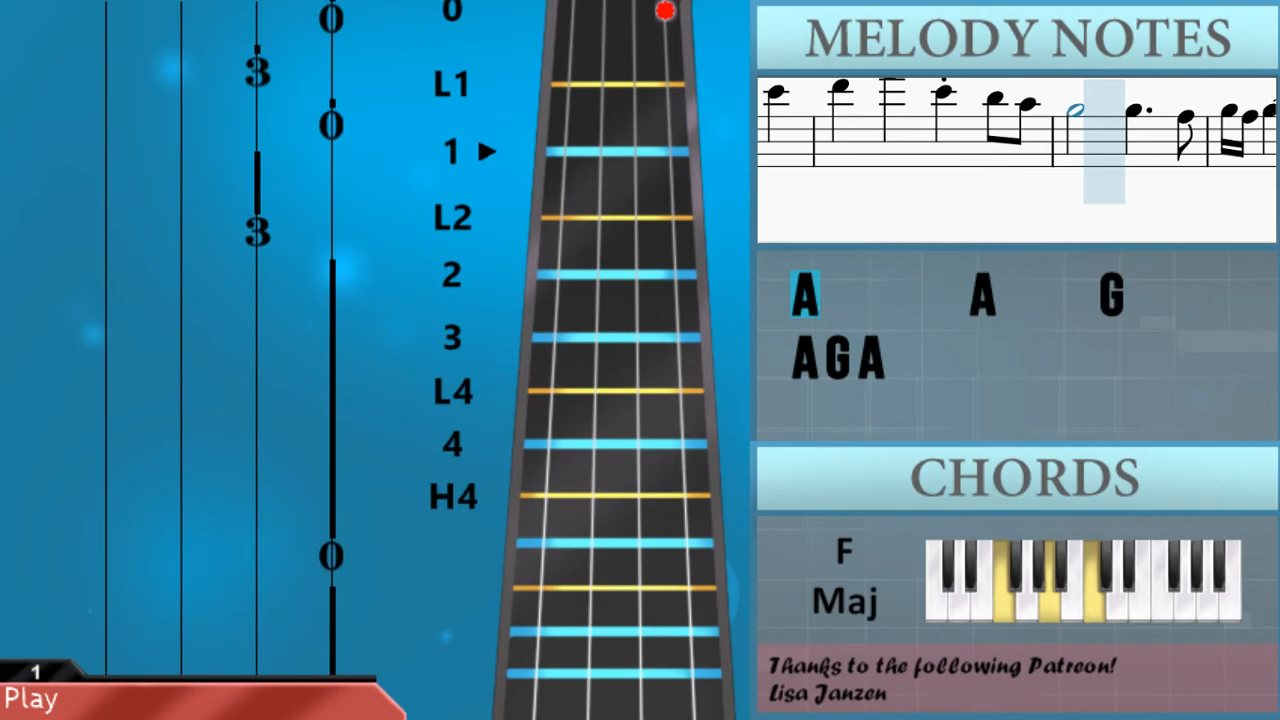 0
3
0
3
0
1
Play
0
L1
1
L2
2
3
L4
4
H4
MELODY NOTES
A A G
A G A
CHORDS
F
Maj
Thanks to the following Patreon!
Lisa Janzen